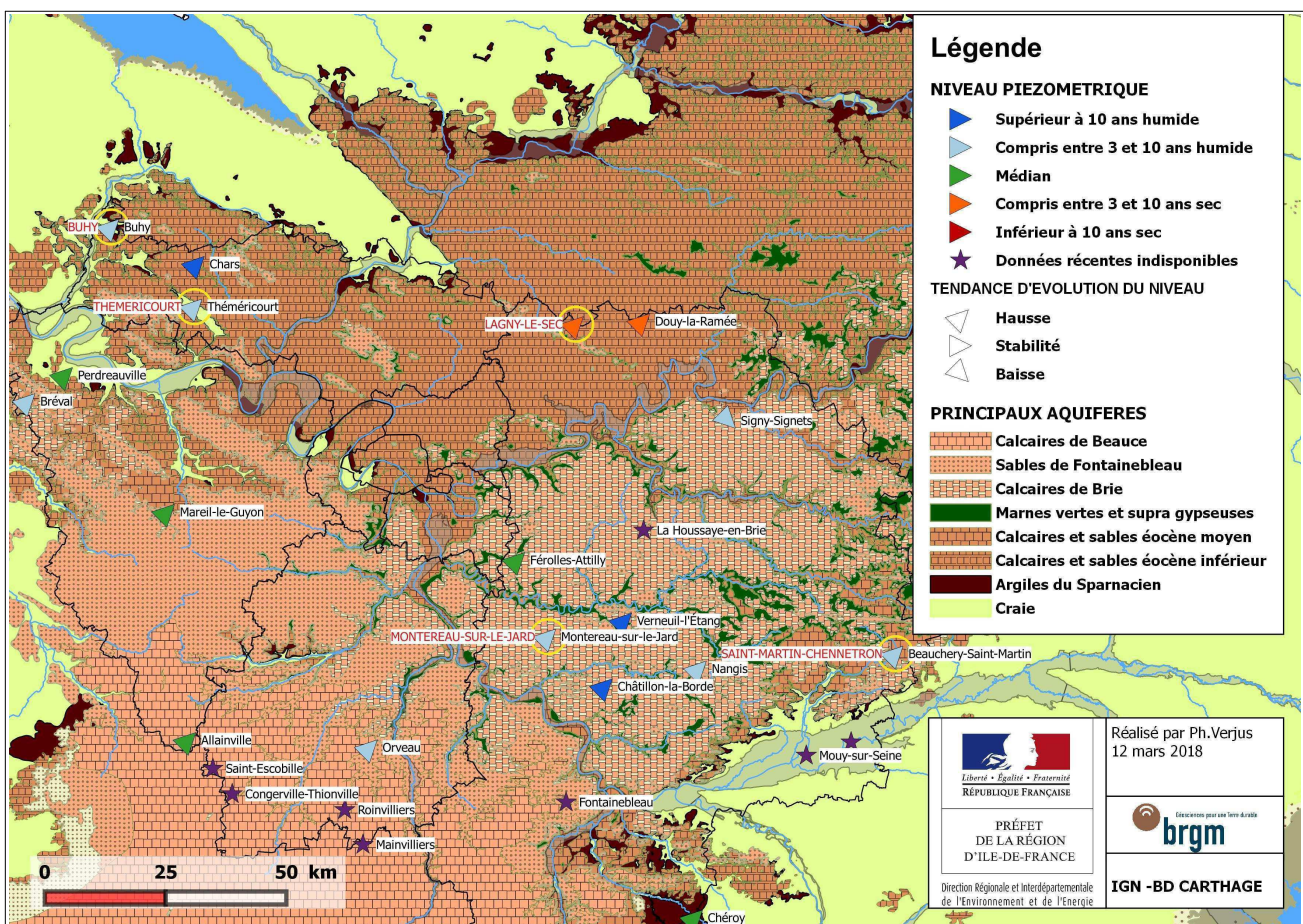 Légende
NIVEAU PIEZOMETRIQUE
Supérieur à 10 ans humide
Compris entre 3 et 10 ans humide
Médian
Compris entre 3 et 10 ans sec
Inférieur à 10 ans sec
Données récentes indisponibles
TENDANCE D'EVOLUTION DU NIVEAU
Hausse
Stabilité
Baisse
PRINCIPAUX AQUIFERES
Calcaires de Beauce
Sables de Fontainebleau
Calcaires de Brie
Marnes vertes et supra gypseuses
Calcaires et sables éocène moyen
Calcaires et sables éocène inférieur
Argiles du Sparnacien
Craie
BUHY Buhy
Chars
THEMERICOURT Théméricourt
LAGNY-LE-SEC Douy-la-Ramée
Perdreauville
Bréval
Signy-Signets
Mareil-le-Guyon
La Houssaye-en-Brie
Férolles-Attilly
Verneuil-l'Etang
MONTEREAU-SUR-LE-JARD Montereau-sur-le-Jard
SAINT-MARTIN-CHENNETRON Beauchery-Saint-Martin
Nangis
Châtillon-la-Borde
Allainville
Orveau
Mouy-sur-Seine
Saint-Escobille
Congerville-Thionville
Roinvilliers
Fontainebleau
Mainvilliers
Chéroy
0 25 50 km
Liberté • Égalité • Fraternité
RÉPUBLIQUE FRANÇAISE
PRÉFET
DE LA RÉGION
D'ILE-DE-FRANCE
Direction Régionale et Interdépartementale
de l'Environnement et de l'Energie
Réalisé par Ph.Verjus
12 mars 2018
Géosciences pour une Terre durable
brgm
IGN -BD CARTHAGE